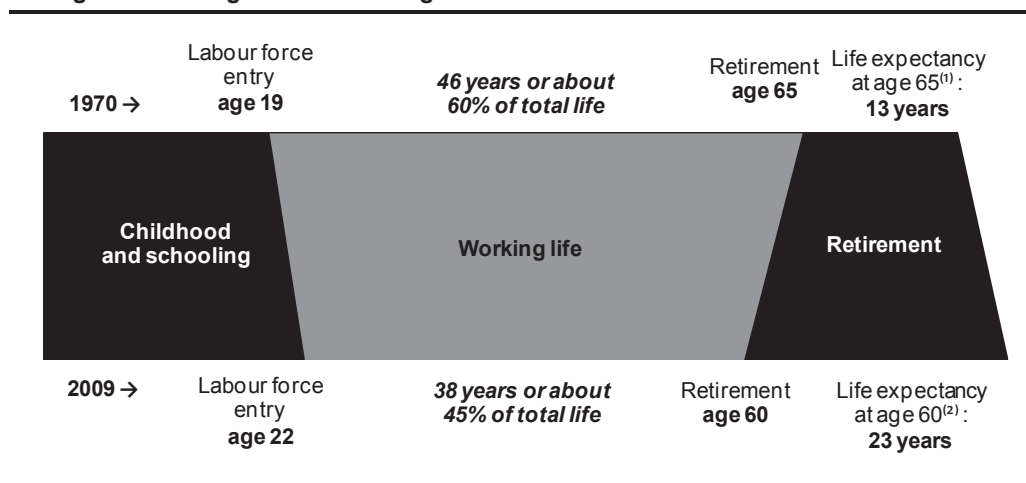 Labour force
entry
age 19
1970 →
46 years or about
60% of total life
Retirement
age 65
Life expectancy
at age 65(1) :
13 years
Childhood
and schooling
Working life
Retirement
2009 →
Labour force
entry
age 22
38 years or about
45% of total life
Retirement
age 60
Life expectancy
at age 60(2) :
23 years